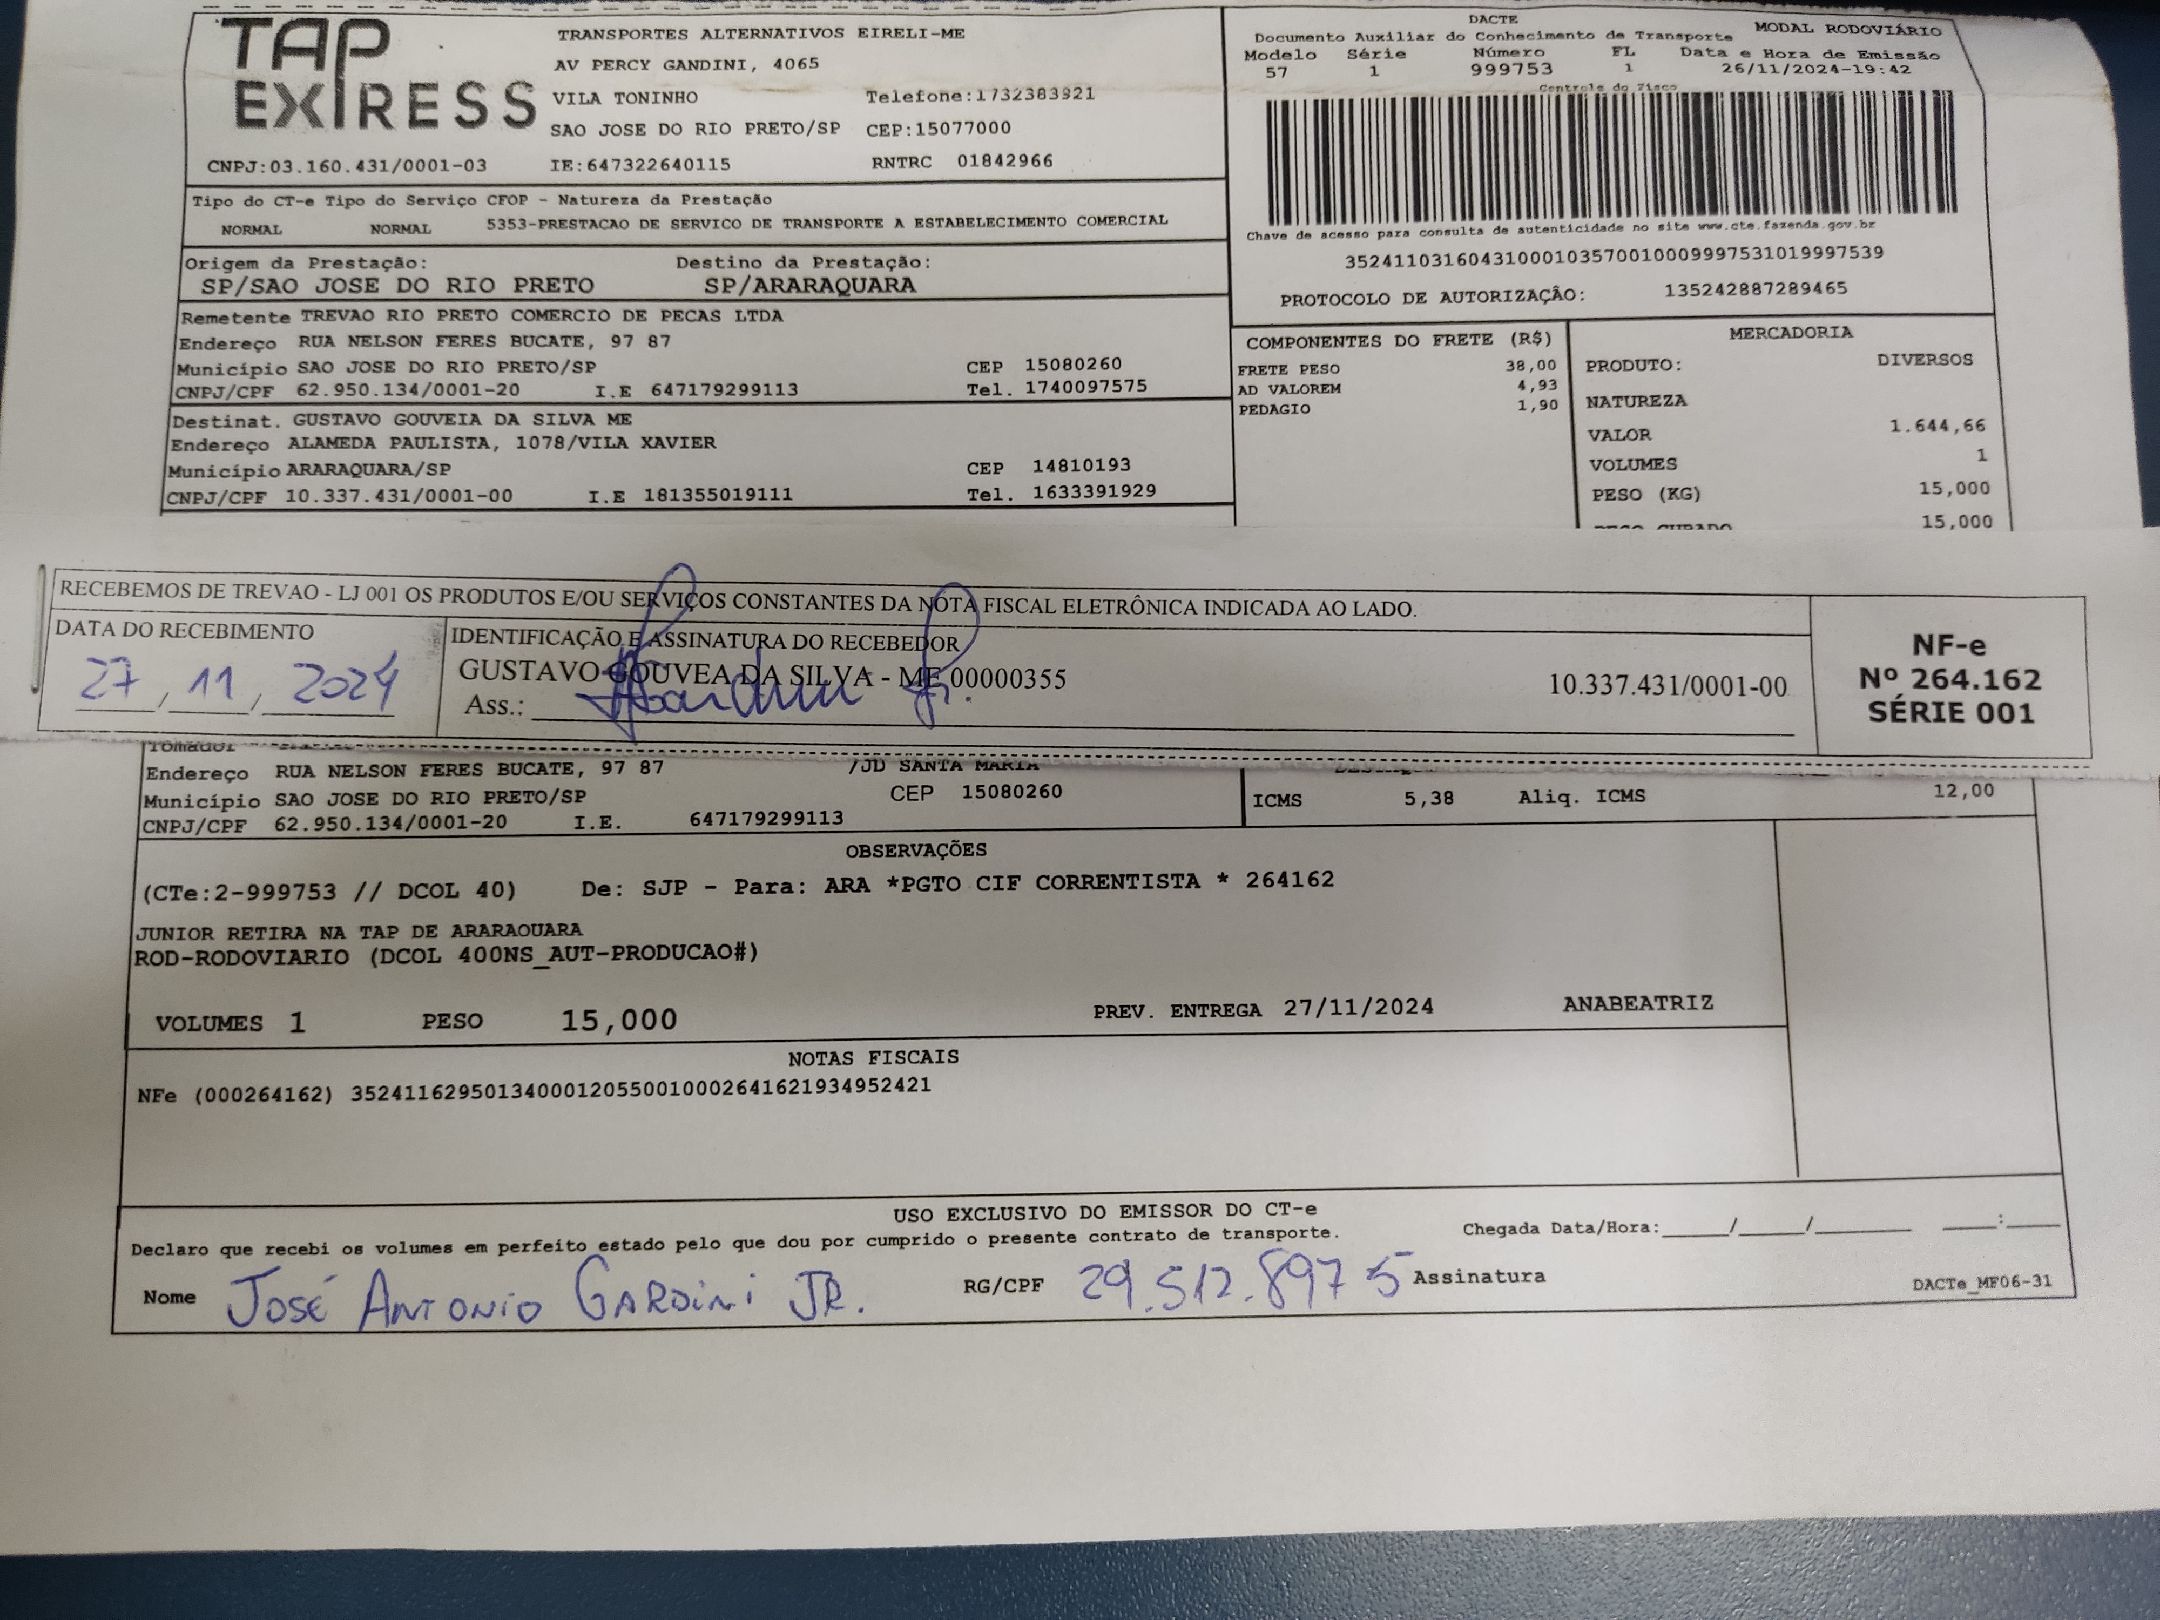 TAP EXPRESS
TRANSPORTES ALTERNATIVOS EIRELI-ME
AV PERCY GANDINI, 4065
VILA TONINHO Telefone:1732383921
SAO JOSE DO RIO PRETO/SP CEP:15077000
CNPJ:03.160.431/0001-03 IE:647322640115 RNTRC 01842966
DACTE
Documento Auxiliar do Conhecimento de Transporte MODAL RODOVIÁRIO
Modelo Série Número FL Data e Hora de Emissão
57 1 999753 1 26/11/2024-19:42
Controle do Fisco
Chave de acesso para consulta de autenticidade no site www.cte.fazenda.gov.br
35241103160431000103570010009997531019997539
PROTOCOLO DE AUTORIZAÇÃO: 135242887289465
Tipo do CT-e Tipo do Serviço CFOP - Natureza da Prestação
NORMAL NORMAL 5353-PRESTACAO DE SERVICO DE TRANSPORTE A ESTABELECIMENTO COMERCIAL
Origem da Prestação: Destino da Prestação:
SP/SAO JOSE DO RIO PRETO SP/ARARAQUARA
Remetente TREVAO RIO PRETO COMERCIO DE PECAS LTDA
Endereço RUA NELSON FERES BUCATE, 97 87
Município SAO JOSE DO RIO PRETO/SP CEP 15080260
CNPJ/CPF 62.950.134/0001-20 I.E 647179299113 Tel. 1740097575
Destinat. GUSTAVO GOUVEIA DA SILVA ME
Endereço ALAMEDA PAULISTA, 1078/VILA XAVIER
Município ARARAQUARA/SP CEP 14810193
CNPJ/CPF 10.337.431/0001-00 I.E 181355019111 Tel. 1633391929
COMPONENTES DO FRETE (R$)
FRETE PESO 38,00
AD VALOREM 4,93
PEDAGIO 1,90
MERCADORIA
PRODUTO: DIVERSOS
NATUREZA
VALOR 1.644,66
VOLUMES 1
PESO (KG) 15,000
PESO CUBADO 15,000
RECEBEMOS DE TREVAO - LJ 001 OS PRODUTOS E/OU SERVIÇOS CONSTANTES DA NOTA FISCAL ELETRÔNICA INDICADA AO LADO.
DATA DO RECEBIMENTO
27, 11, 2024
IDENTIFICAÇÃO E ASSINATURA DO RECEBEDOR
GUSTAVO GOUVEA DA SILVA - ME 00000355 10.337.431/0001-00
Ass.:
NF-e
Nº 264.162
SÉRIE 001
Tomador
Endereço RUA NELSON FERES BUCATE, 97 87 /JD SANTA MARIA
Município SAO JOSE DO RIO PRETO/SP CEP 15080260
CNPJ/CPF 62.950.134/0001-20 I.E. 647179299113
ICMS 5,38 Aliq. ICMS 12,00
OBSERVAÇÕES
(CTe:2-999753 // DCOL 40) De: SJP - Para: ARA *PGTO CIF CORRENTISTA * 264162
JUNIOR RETIRA NA TAP DE ARARAQUARA
ROD-RODOVIARIO (DCOL 400NS_AUT-PRODUCAO#)
VOLUMES 1 PESO 15,000 PREV. ENTREGA 27/11/2024 ANABEATRIZ
NOTAS FISCAIS
NFe (000264162) 35241162950134000120550010002641621934952421
USO EXCLUSIVO DO EMISSOR DO CT-e
Declaro que recebi os volumes em perfeito estado pelo que dou por cumprido o presente contrato de transporte. Chegada Data/Hora:____/____/______ ___:____
Nome JOSÉ ANTONIO GARDINI JR. RG/CPF 29.512.897 5 Assinatura
DACTe_MF06-31